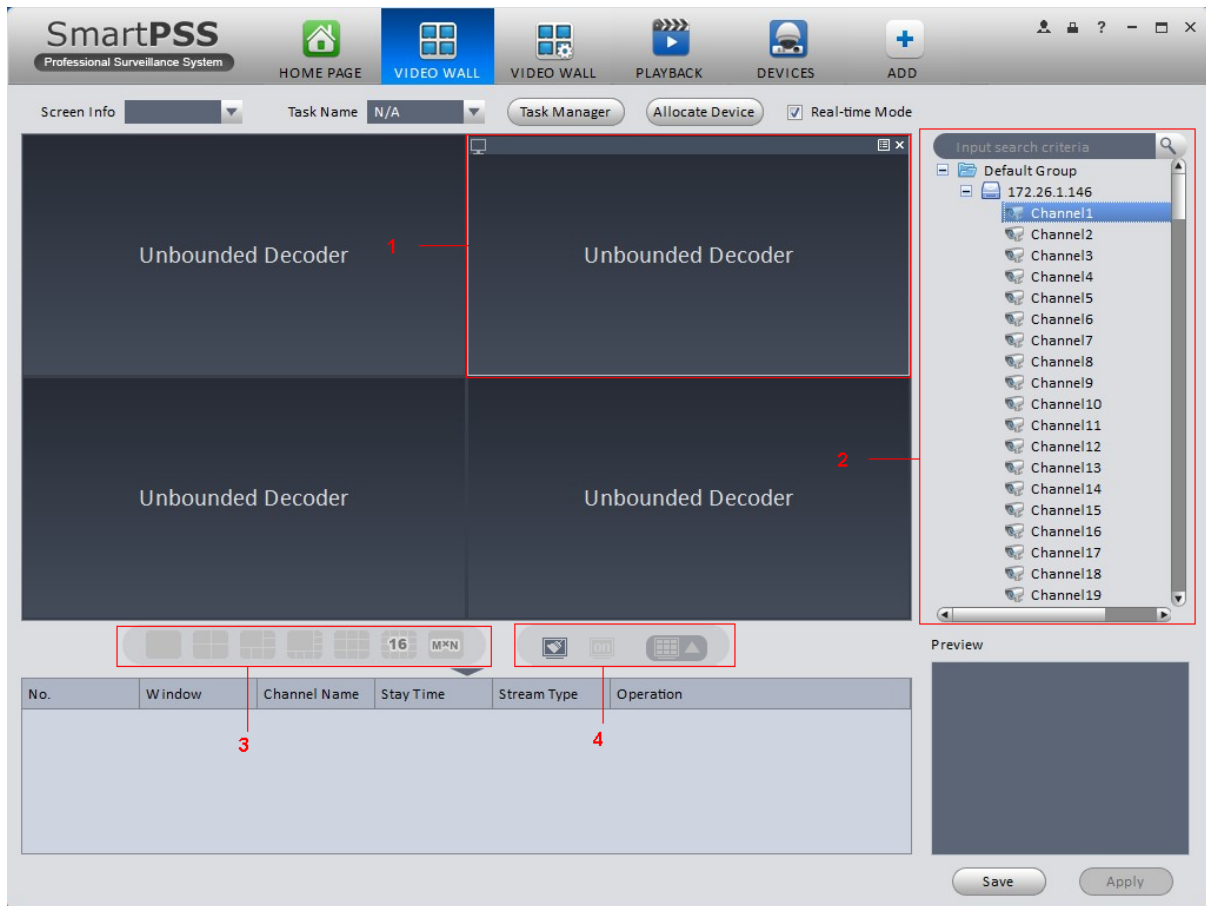 SmartPSS
Professional Surveillance System
HOME PAGE
VIDEO WALL
VIDEO WALL
PLAYBACK
DEVICES
ADD
?
Screen Info
Task Name
N/A
Task Manager
Allocate Device
Real-time Mode
Input search criteria
Default Group
172.26.1.146
Channel1
Channel2
Channel3
Channel4
Channel5
Channel6
Channel7
Channel8
Channel9
Channel10
Channel11
Channel12
Channel13
Channel14
Channel15
Channel16
Channel17
Channel18
Channel19
Unbounded Decoder
1
Unbounded Decoder
Unbounded Decoder
Unbounded Decoder
2
16
M×N
on
Preview
No.
Window
Channel Name
Stay Time
Stream Type
Operation
3
4
Save
Apply